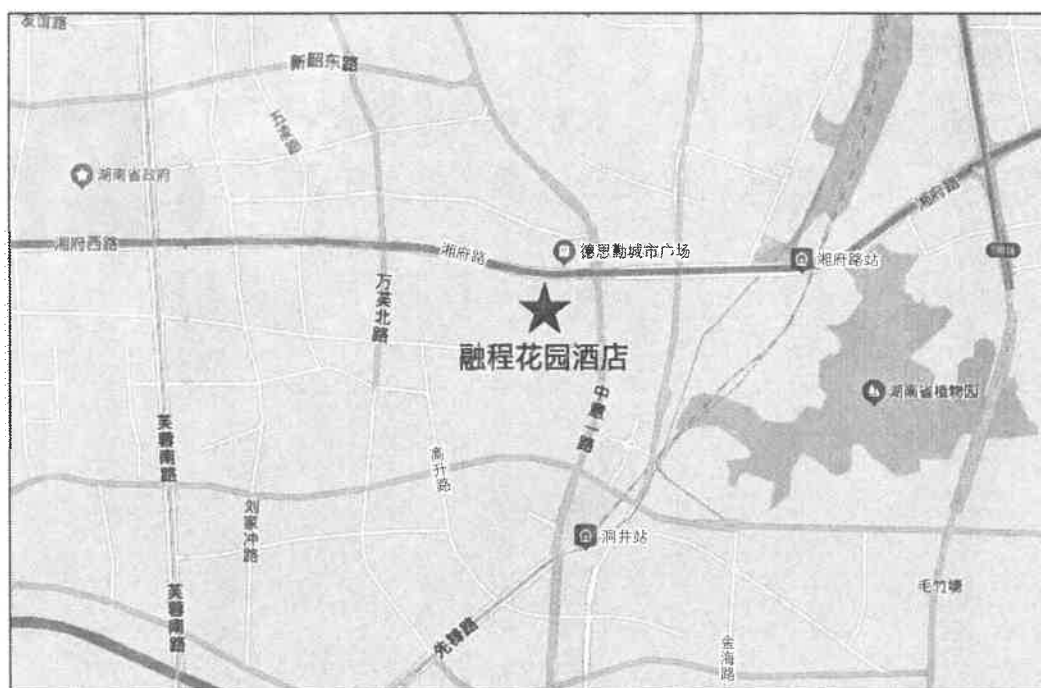 友谊路
新韶东路
湖南省政府
湘府路
湘府西路
湘府路
德思勤城市广场
湘府路站
万芙北路
融程花园酒店
湖南省植物园
中意一路
芙蓉南路
高升路
刘家冲路
洞井站
毛竹塘
芙蓉南路
先锋路
金海路